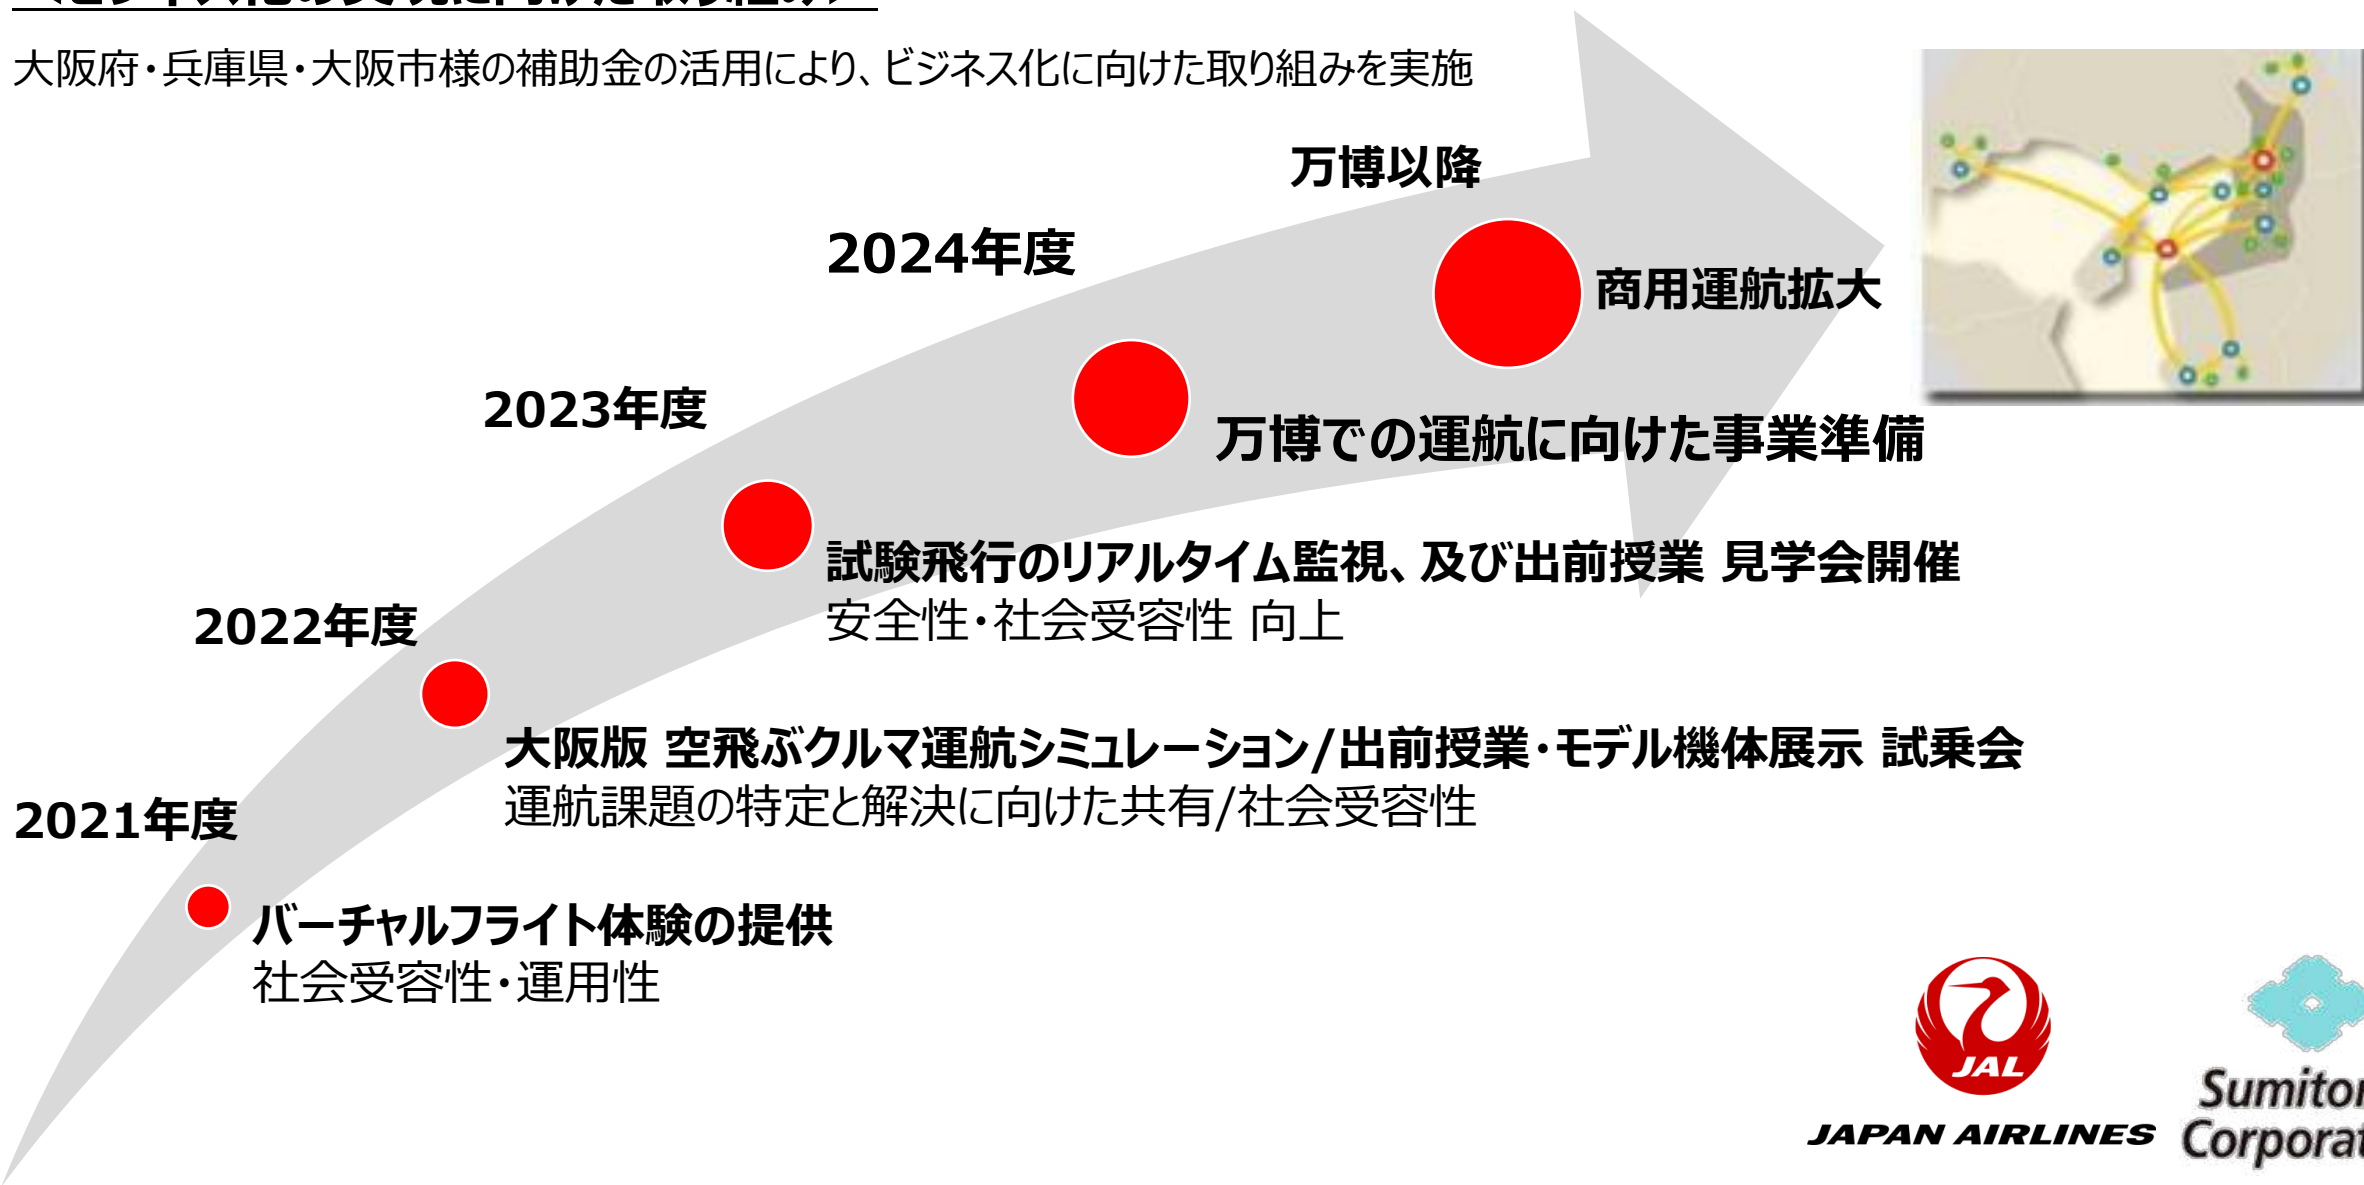 大阪府・兵庫県・大阪市様の補助金の活用により、ビジネス化に向けた取り組みを実施
万博以降
商用運航拡大
2024年度
万博での運航に向けた事業準備
2023年度
試験飛行のリアルタイム監視、及び出前授業 見学会開催
安全性・社会受容性 向上
2022年度
大阪版 空飛ぶクルマ運航シミュレーション/出前授業・モデル機体展示 試乗会
運航課題の特定と解決に向けた共有/社会受容性
2021年度
バーチャルフライト体験の提供
社会受容性・運用性
JAL
JAPAN AIRLINES